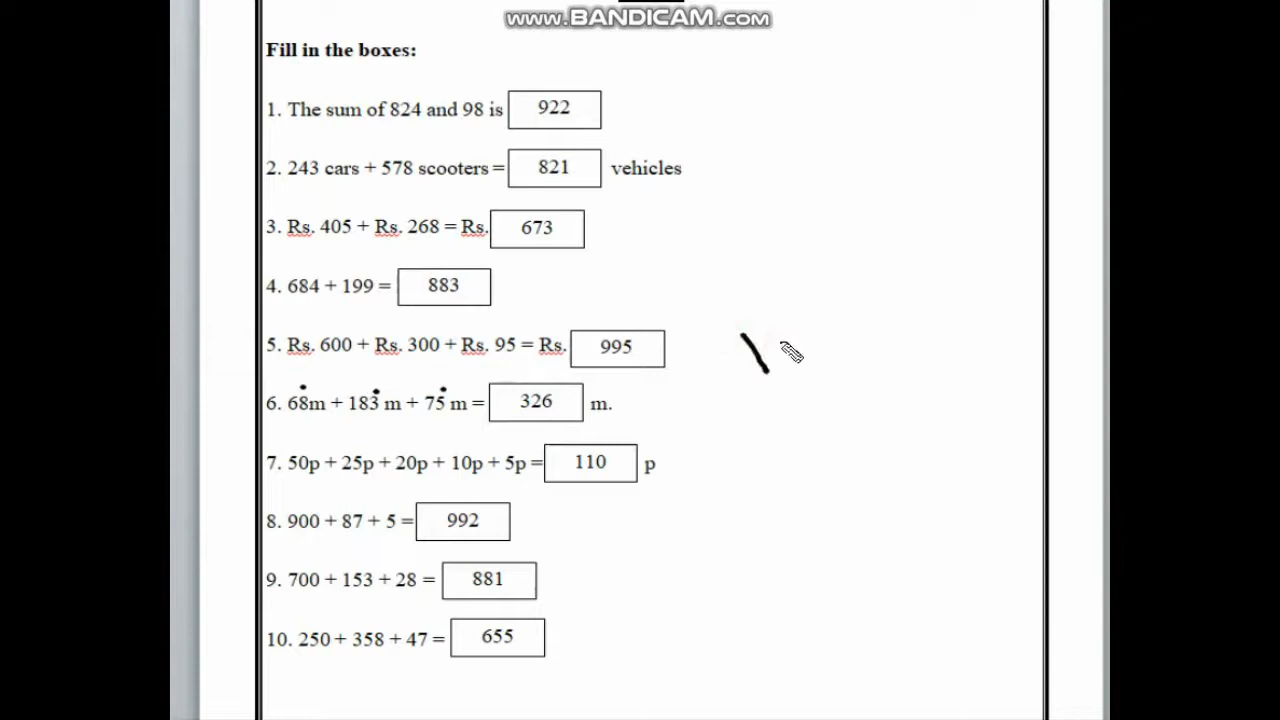 WWW.BANDICAM.COM
Fill in the boxes:
1. The sum of 824 and 98 is 922
2. 243 cars + 578 scooters = 821 vehicles
3. Rs. 405 + Rs. 268 = Rs. 673
4. 684 + 199 = 883
5. Rs. 600 + Rs. 300 + Rs. 95 = Rs. 995
6. 68m + 183 m + 75 m = 326 m.
7. 50p + 25p + 20p + 10p + 5p = 110 p
8. 900 + 87 + 5 = 992
9. 700 + 153 + 28 = 881
10. 250 + 358 + 47 = 655